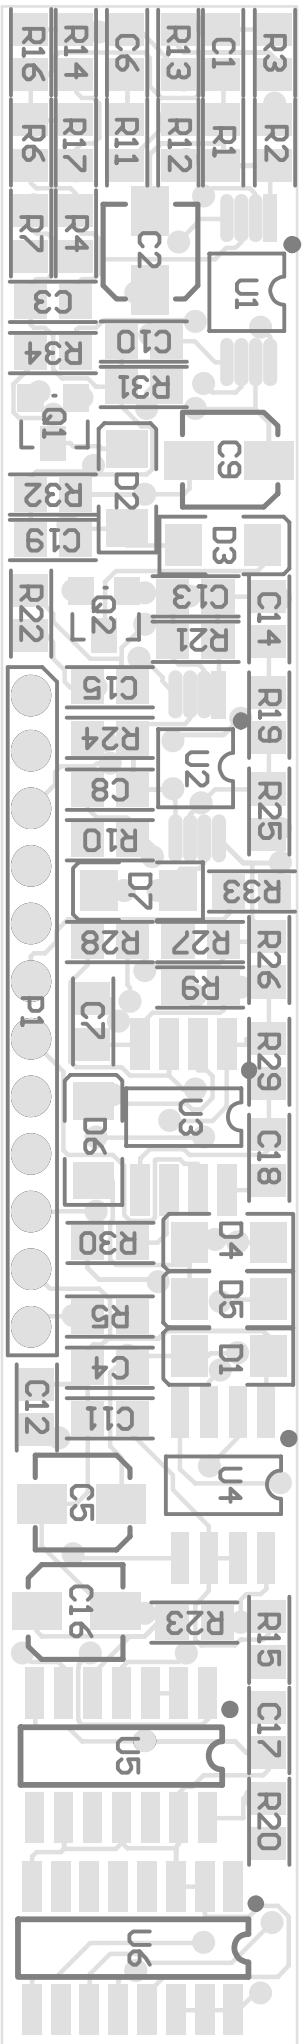 R16 R14 C6 R13 C1 R3
R6 R17 R11 R12 R1 R2
R7 R4 C2 U1
C3
C10
R34
R31
Q1 C9
R32 D2
C19 D3
C13 C14
R22 Q2 R21
C15 R19
R24 U2
C8 R25
R10
D7 R33
R28 R27 R26
P1 C7 R9
R29
D6 U3 C18
R30 D4
D5
R5
C4 D1
C12 C11
C5 U4
C16 R23 R15
U5 C17
R20
U6